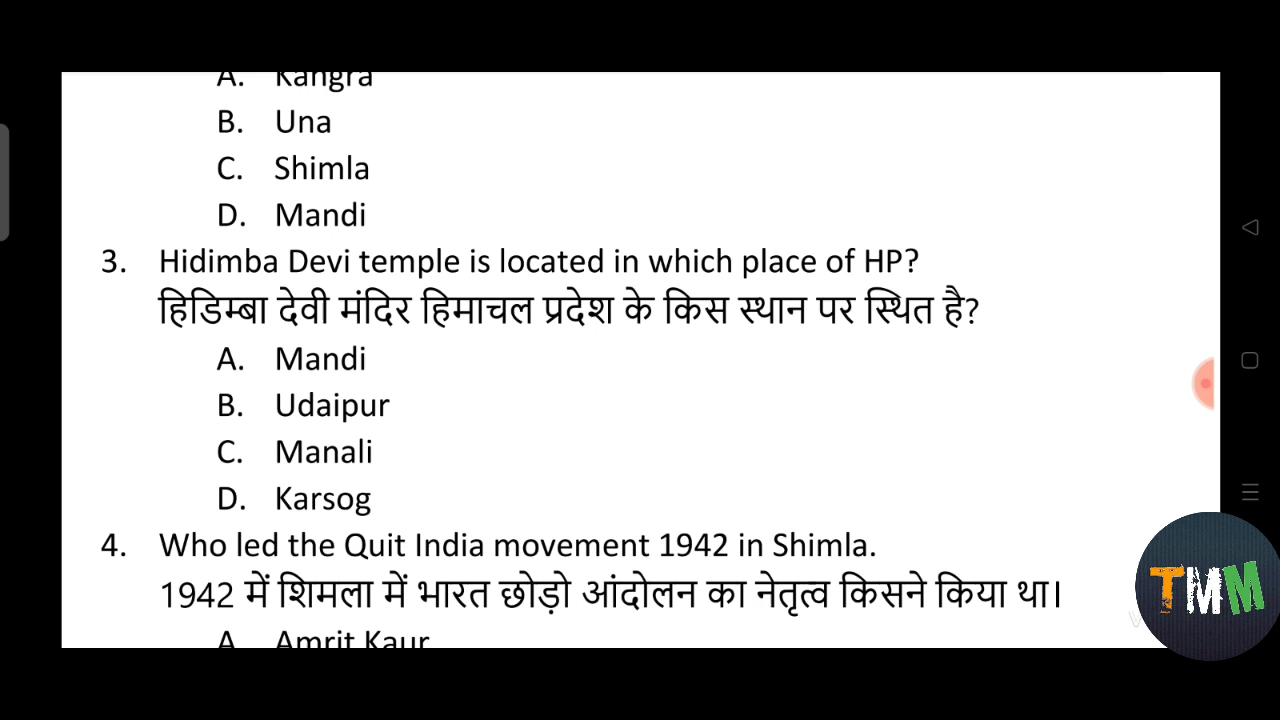 A. Kangra
B. Una
C. Shimla
D. Mandi
3. Hidimba Devi temple is located in which place of HP?
हिडिम्बा देवी मंदिर हिमाचल प्रदेश के किस स्थान पर स्थित है?
A. Mandi
B. Udaipur
C. Manali
D. Karsog
4. Who led the Quit India movement 1942 in Shimla.
1942 में शिमला में भारत छोड़ो आंदोलन का नेतृत्व किसने किया था।
A. Amrit Kaur
TMM